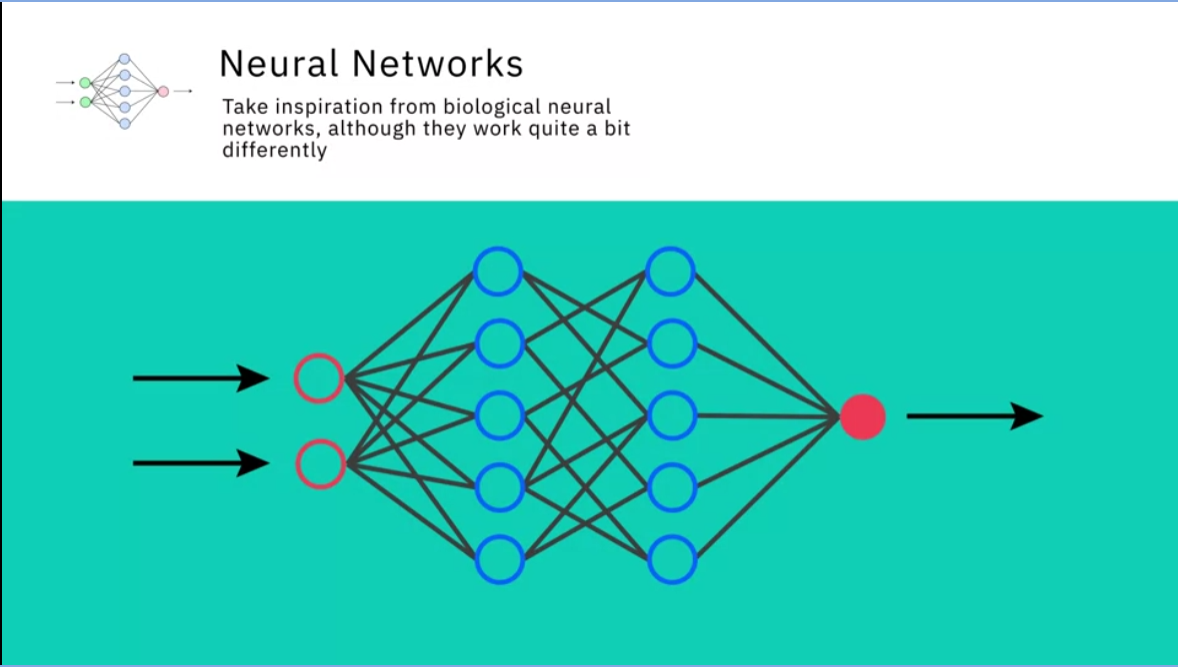 Neural Networks
Take inspiration from biological neural
networks, although they work quite a bit
differently